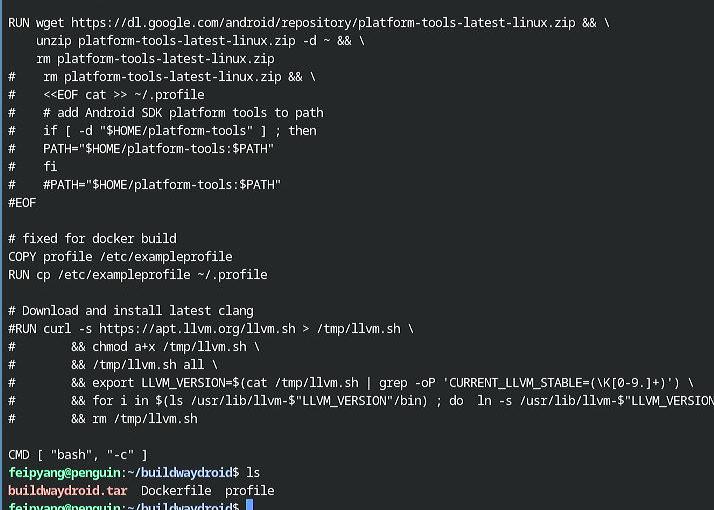 RUN wget https://dl.google.com/android/repository/platform-tools-latest-linux.zip && \
    unzip platform-tools-latest-linux.zip -d ~ && \
    rm platform-tools-latest-linux.zip
#    rm platform-tools-latest-linux.zip && \
#    <<EOF cat >> ~/.profile
#    # add Android SDK platform tools to path
#    if [ -d "$HOME/platform-tools" ] ; then
#    PATH="$HOME/platform-tools:$PATH"
#    fi
#    #PATH="$HOME/platform-tools:$PATH"
#EOF

# fixed for docker build
COPY profile /etc/exampleprofile
RUN cp /etc/exampleprofile ~/.profile

# Download and install latest clang
#RUN curl -s https://apt.llvm.org/llvm.sh > /tmp/llvm.sh \
#        && chmod a+x /tmp/llvm.sh \
#        && /tmp/llvm.sh all \
#        && export LLVM_VERSION=$(cat /tmp/llvm.sh | grep -oP 'CURRENT_LLVM_STABLE=(\K[0-9.]+)') \
#        && for i in $(ls /usr/lib/llvm-$"LLVM_VERSION"/bin) ; do  ln -s /usr/lib/llvm-$"LLVM_VERSION
#        && rm /tmp/llvm.sh

CMD [ "bash", "-c" ]
feipyang@penguin:~/buildwaydroid$ ls
buildwaydroid.tar  Dockerfile  profile
feipyang@penguin:~/buildwaydroid$